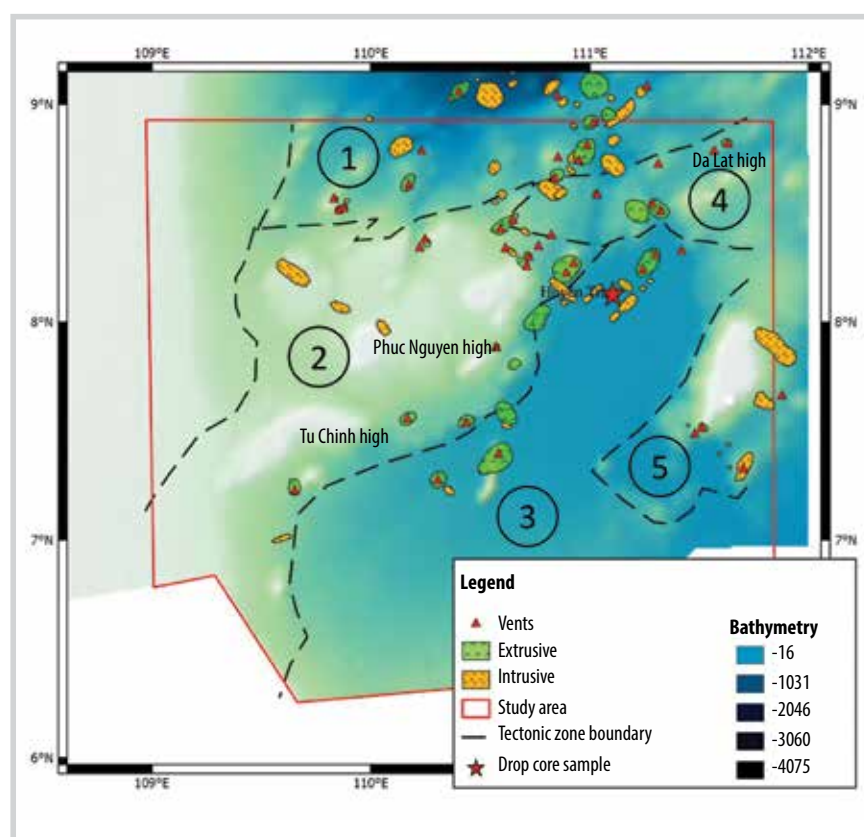 109°E 110°E 111°E 112°E
9°N 9°N
1
Da Lat high
4
8°N 8°N
2
Phuc Nguyen high
Tu Chinh high
5
3
7°N 7°N
Legend
Vents
Extrusive
Intrusive
Study area
Tectonic zone boundary
Drop core sample
Bathymetry
-16
-1031
-2046
-3060
-4075
6°N
109°E 110°E